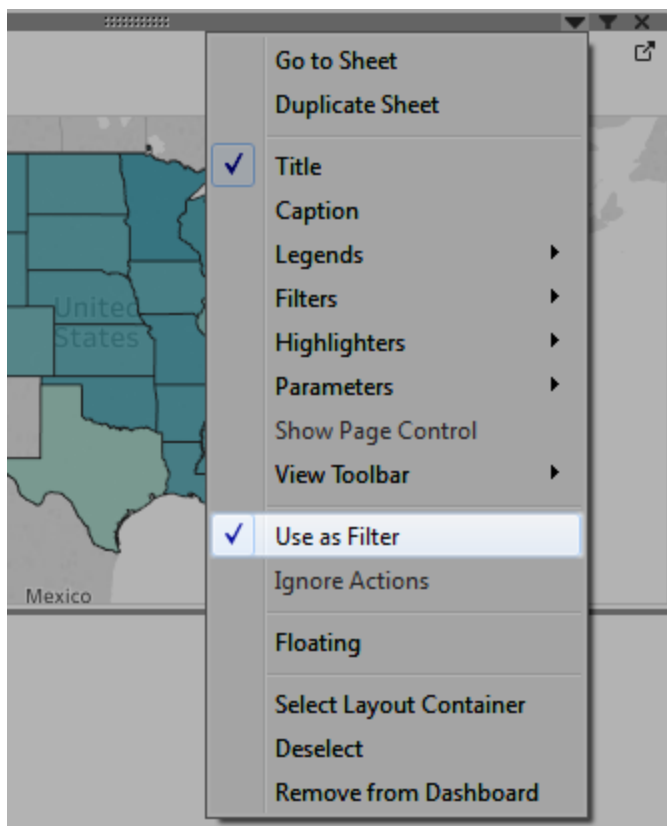 Go to Sheet
Duplicate Sheet
Title
Caption
Legends
Filters
Highlighters
Parameters
Show Page Control
View Toolbar
Use as Filter
Ignore Actions
Floating
Select Layout Container
Deselect
Remove from Dashboard
United
States
Mexico